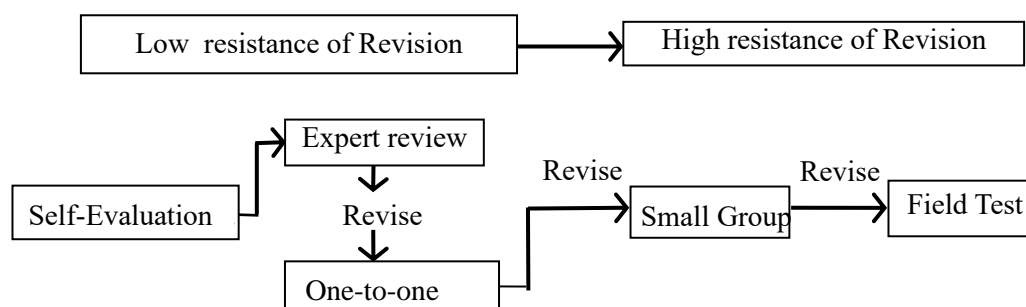 Low resistance of Revision
High resistance of Revision
Expert review
Self-Evaluation
Revise
One-to-one
Revise
Small Group
Revise
Field Test